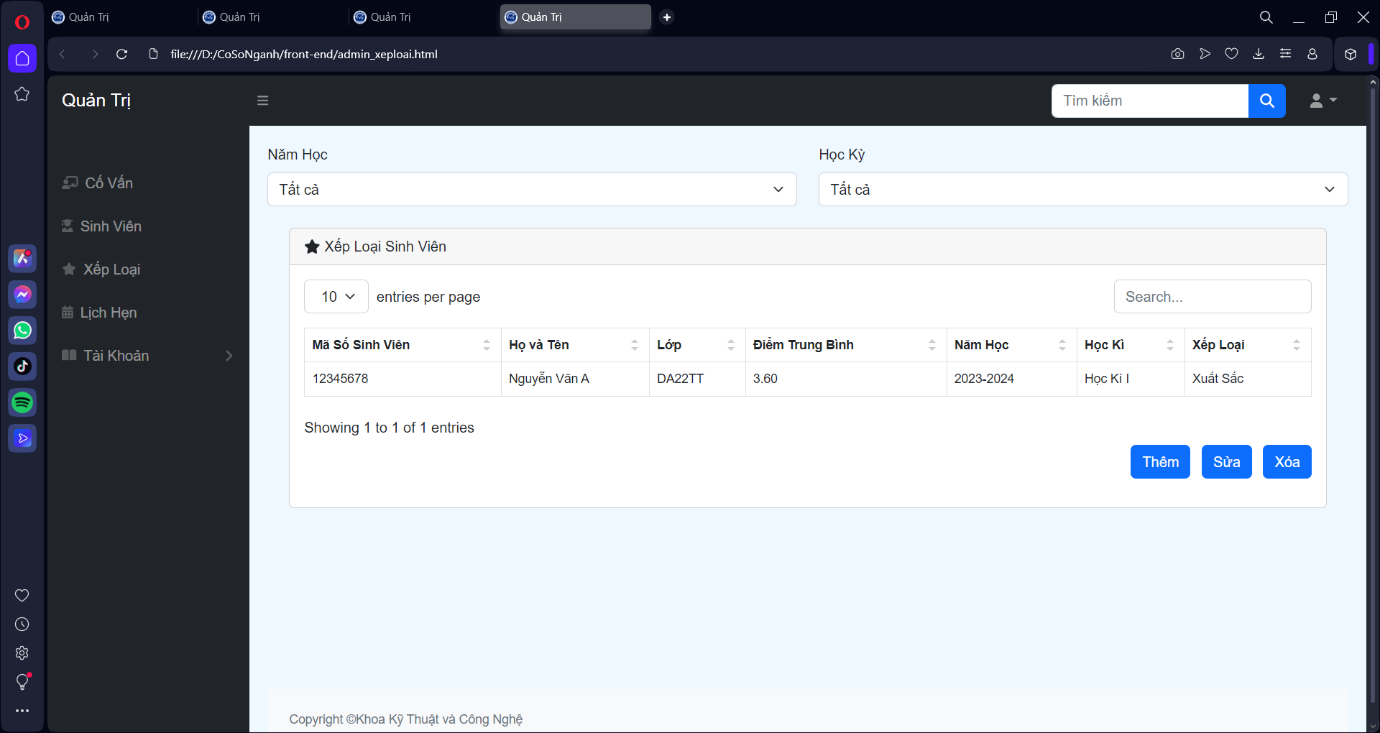 Quản Trị
Quản Trị
Quản Trị
Quản Trị
file:///D:/CoSoNganh/front-end/admin_xeploai.html
Quản Trị
Tìm kiếm
Cố Vấn
Sinh Viên
Xếp Loại
Lịch Hẹn
Tài Khoản
Năm Học
Học Kỳ
Tất cả
Tất cả
Xếp Loại Sinh Viên
10 entries per page
Search...
Mã Số Sinh Viên Họ và Tên Lớp Điểm Trung Bình Năm Học Học Kì Xếp Loại
12345678 Nguyễn Văn A DA22TT 3.60 2023-2024 Học Kì I Xuất Sắc
Showing 1 to 1 of 1 entries
Thêm Sửa Xóa
Copyright ©Khoa Kỹ Thuật và Công Nghệ